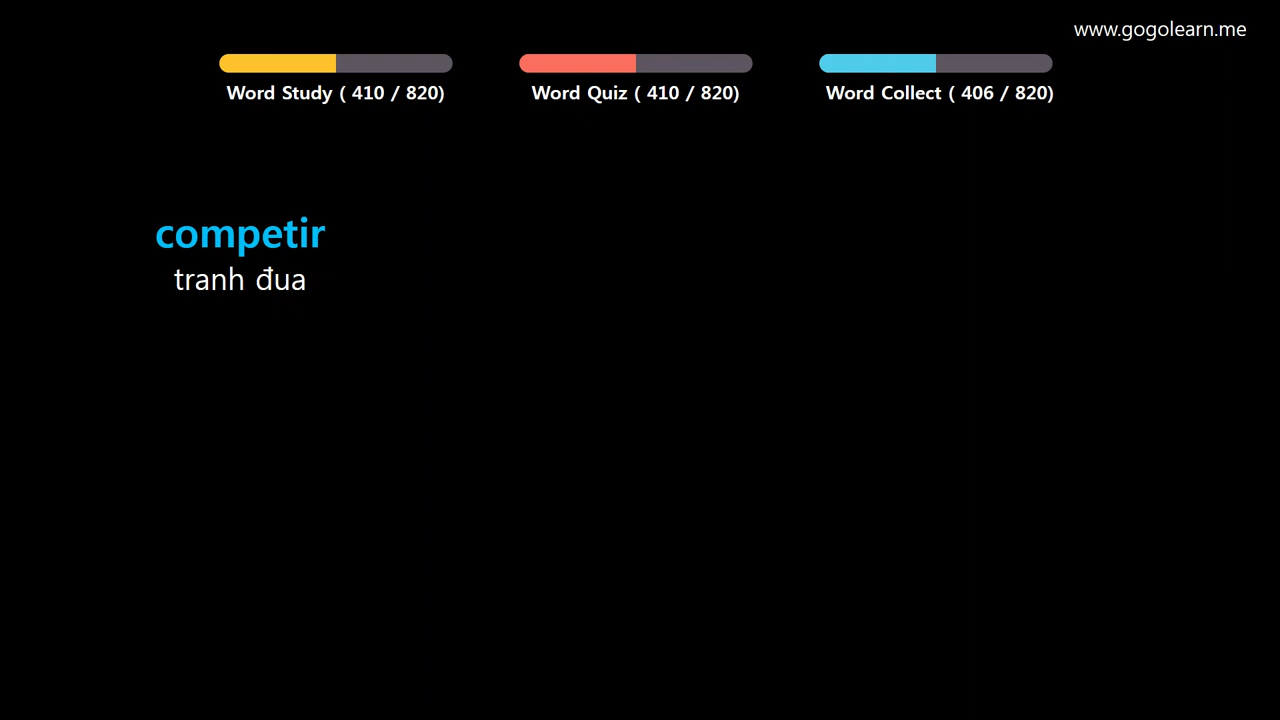 www.gogolearn.me
Word Study ( 410 / 820)
Word Quiz ( 410 / 820)
Word Collect ( 406 / 820)
competir
tranh đua